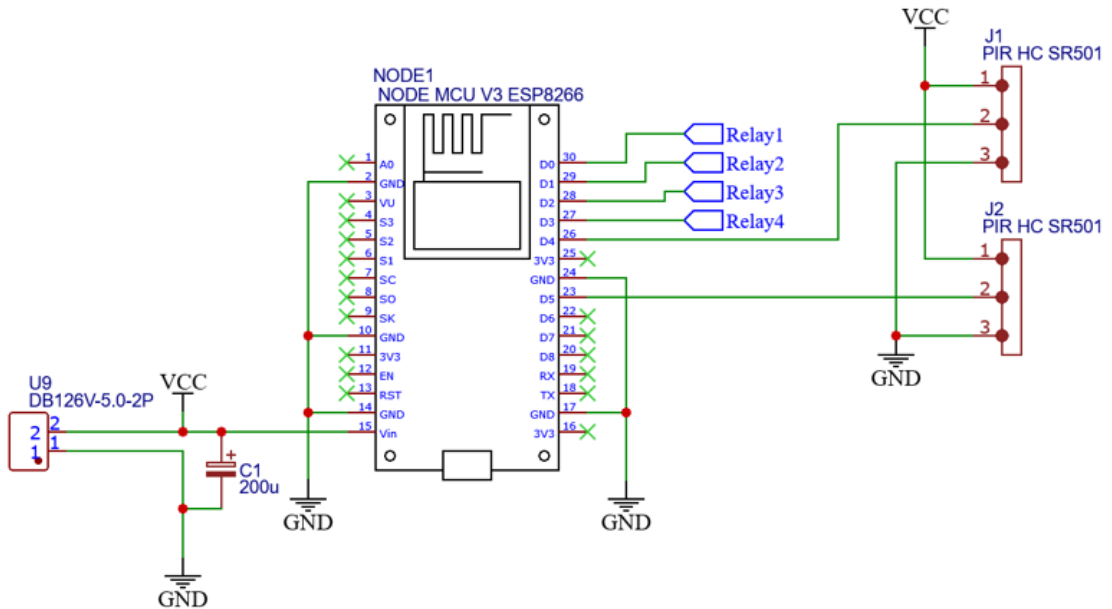 VCC
J1
PIR HC SR501
1
2
3
NODE1
NODE MCU V3 ESP8266
1 A0
2 GND
3 VU
4 S3
5 S2
6 S1
7 SC
8 SO
9 SK
10 GND
11 3V3
12 EN
13 RST
14 GND
15 Vin
D0 30
D1 29
D2 28
D3 27
D4 26
3V3 25
GND 24
D5 23
D6 22
D7 21
D8 20
RX 19
TX 18
GND 17
3V3 16
Relay1
Relay2
Relay3
Relay4
J2
PIR HC SR501
1
2
3
GND
VCC
U9
DB126V-5.0-2P
2 2
1 1
+
C1
200u
GND
GND
GND